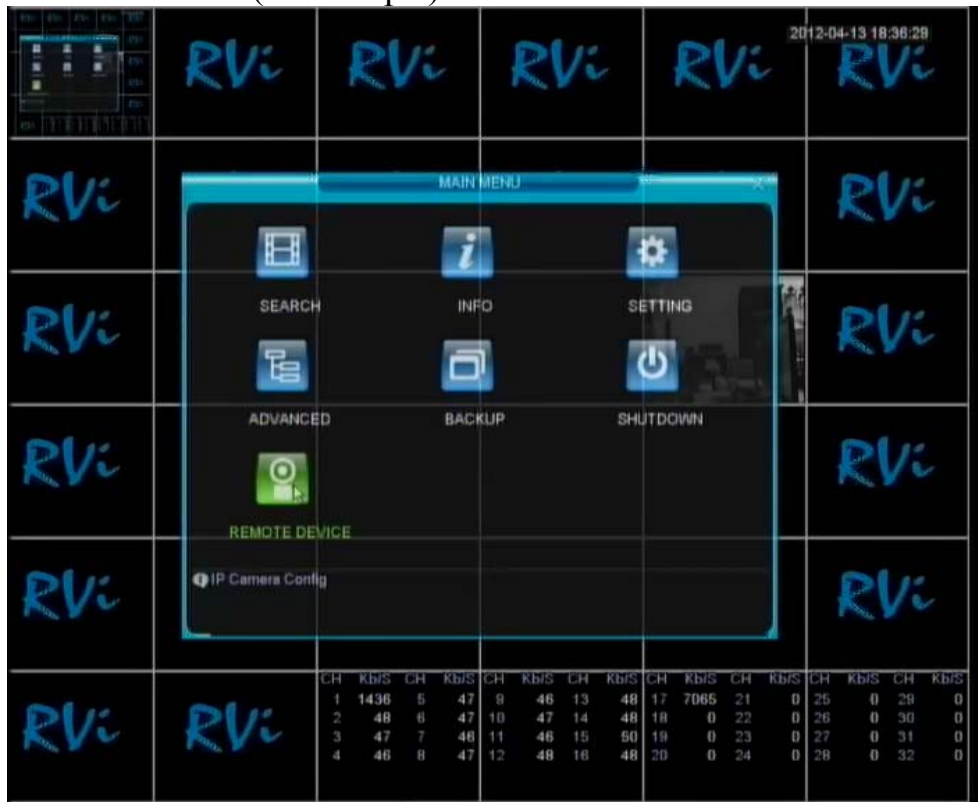 2012-04-13 18:36:29
RVi RVi RVi RVi RVi
RVi MAIN MENU RVi
SEARCH INFO SETTING
RVi RVi
ADVANCED BACKUP SHUTDOWN
RVi RVi
REMOTE DEVICE
IP Camera Config
RVi RVi
CH Kb/S CH Kb/S CH Kb/S CH Kb/S CH Kb/S CH Kb/S CH Kb/S CH Kb/S
1 1436 5 47 9 46 13 48 17 7065 21 0 25 0 29 0
RVi RVi 2 48 6 47 10 47 14 48 18 0 22 0 26 0 30 0
3 47 7 46 11 46 15 50 19 0 23 0 27 0 31 0
4 46 8 47 12 48 16 48 20 0 24 0 28 0 32 0